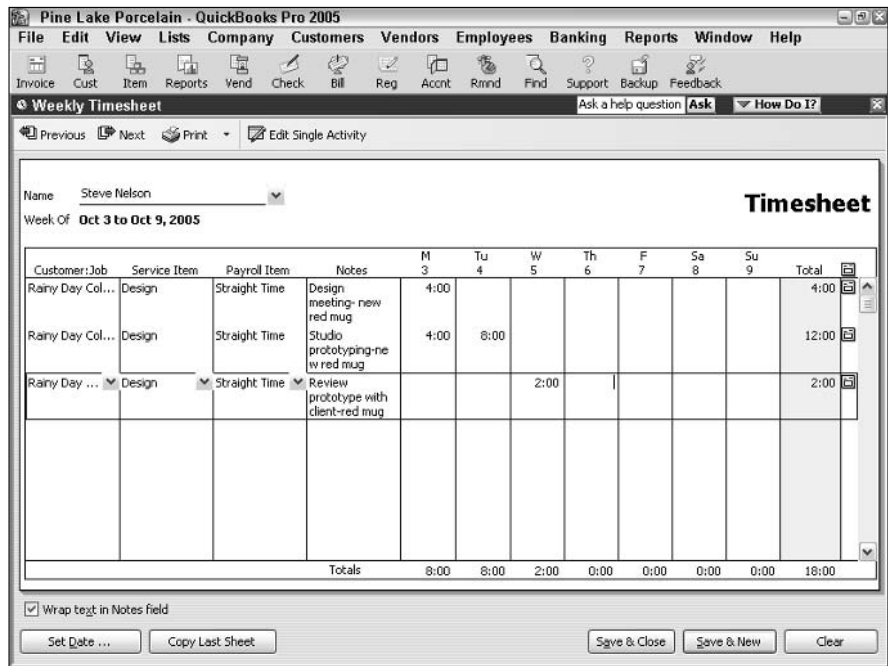 Pine Lake Porcelain - QuickBooks Pro 2005
File Edit View Lists Company Customers Vendors Employees Banking Reports Window Help
Invoice Cust Item Reports Vend Check Bill Reg Accnt Rmnd Find Support Backup Feedback
Weekly Timesheet Ask a help question Ask How Do I?
Previous Next Print Edit Single Activity
Name Steve Nelson
Timesheet
Week Of Oct 3 to Oct 9, 2005
M Tu W Th F Sa Su
Customer:Job Service Item Payroll Item Notes 3 4 5 6 7 8 9 Total
Rainy Day Col... Design Straight Time Design 4:00 4:00
meeting- new
red mug
Rainy Day Col... Design Straight Time Studio 4:00 8:00 12:00
prototyping-ne
w red mug
Rainy Day ... Design Straight Time Review 2:00 2:00
prototype with
client-red mug
Totals 8:00 8:00 2:00 0:00 0:00 0:00 0:00 18:00
Wrap text in Notes field
Set Date ... Copy Last Sheet Save & Close Save & New Clear